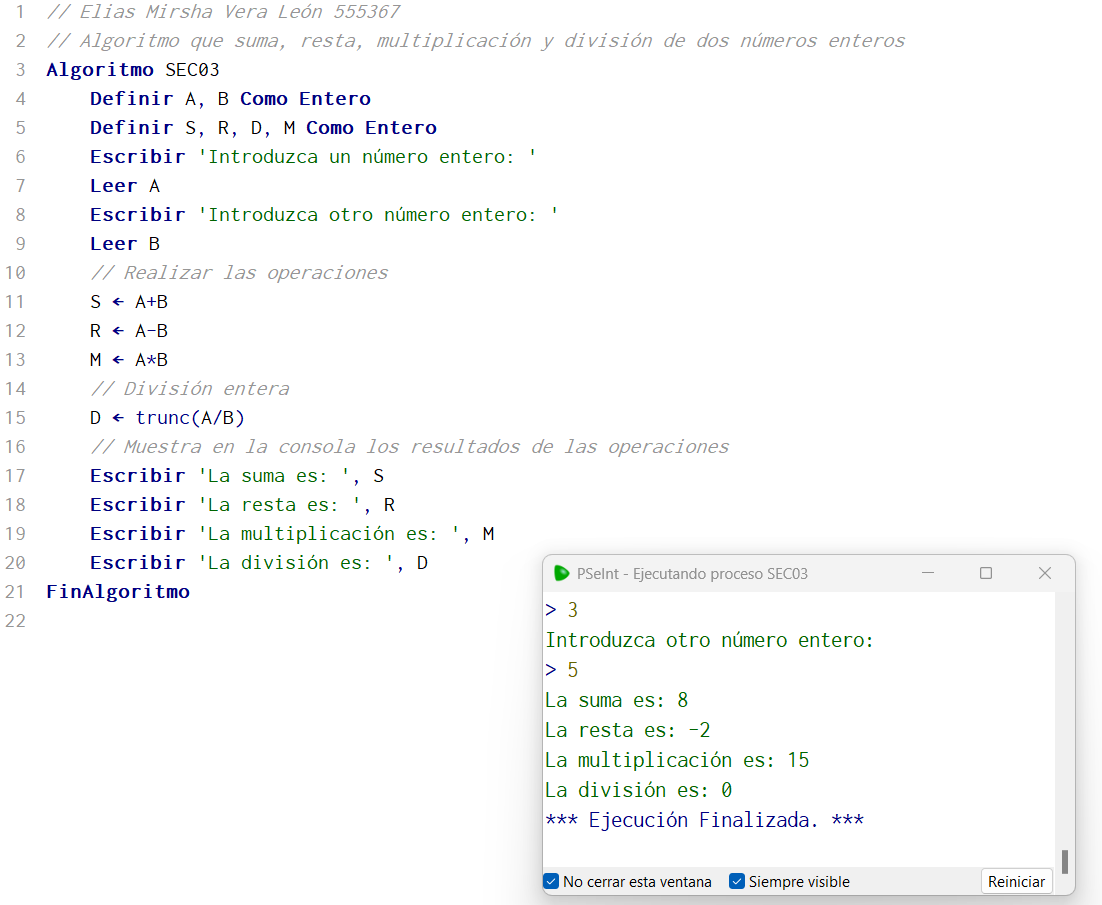 1 // Elias Mirsha Vera León 555367
2 // Algoritmo que suma, resta, multiplicación y división de dos números enteros
3 Algoritmo SEC03
4 Definir A, B Como Entero
5 Definir S, R, D, M Como Entero
6 Escribir 'Introduzca un número entero: '
7 Leer A
8 Escribir 'Introduzca otro número entero: '
9 Leer B
10 // Realizar las operaciones
11 S ← A+B
12 R ← A-B
13 M ← A*B
14 // División entera
15 D ← trunc(A/B)
16 // Muestra en la consola los resultados de las operaciones
17 Escribir 'La suma es: ', S
18 Escribir 'La resta es: ', R
19 Escribir 'La multiplicación es: ', M
20 Escribir 'La división es: ', D
21 FinAlgoritmo
22
PSeInt - Ejecutando proceso SEC03
> 3
Introduzca otro número entero:
> 5
La suma es: 8
La resta es: -2
La multiplicación es: 15
La división es: 0
*** Ejecución Finalizada. ***
No cerrar esta ventana Siempre visible Reiniciar